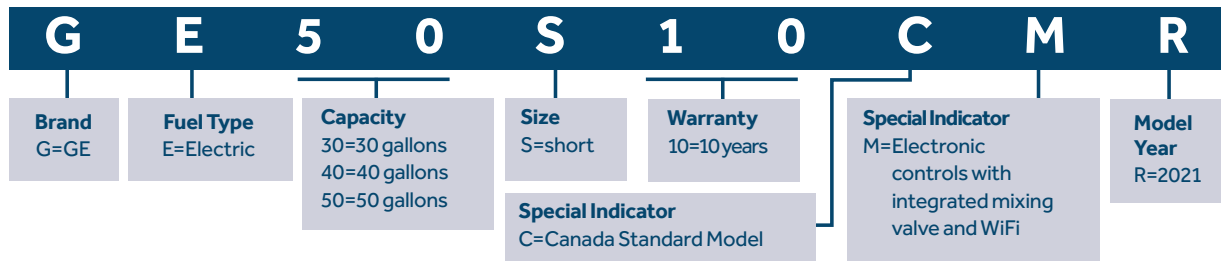 G E 5 0 S 1 0 C M R
Brand
G=GE
Fuel Type
E=Electric
Capacity
30=30 gallons
40=40 gallons
50=50 gallons
Size
S=short
Warranty
10=10 years
Special Indicator
C=Canada Standard Model
Special Indicator
M=Electronic
controls with
integrated mixing
valve and WiFi
Model
Year
R=2021